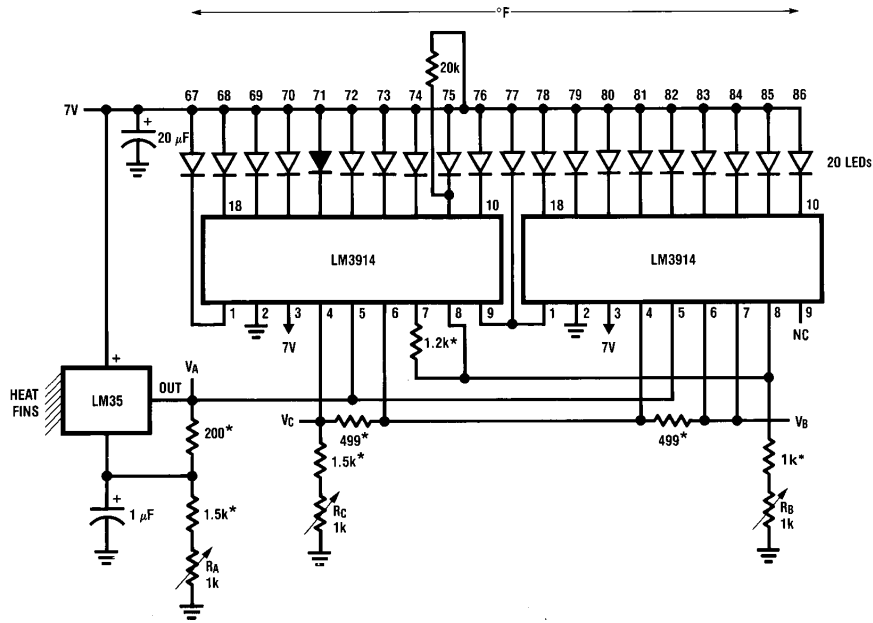 °F
20k
67 68 69 70 71 72 73 74 75 76 77 78 79 80 81 82 83 84 85 86
7V
+
20 µF
20 LEDs
18 10 18 10
LM3914 LM3914
1 2 3 4 5 6 7 8 9 1 2 3 4 5 6 7 8 9
7V 1.2k* 7V NC
+
VA
HEAT FINS
LM35
OUT
VC VB
499* 499*
200*
1.5k* 1k*
+
1 µF
1.5k*
RC
1k
RB
1k
RA
1k